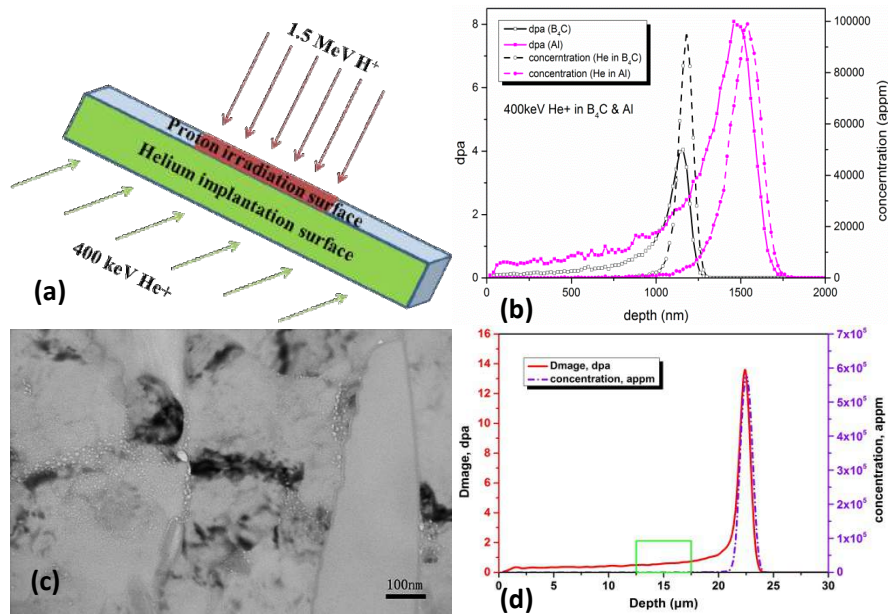 1.5 MeV H+
Proton irradiation surface
Helium implantation surface
400 keV He+
(a)
dpa (B4C)
dpa (Al)
concentration (He in B4C)
concentration (He in Al)
400keV He+ in B4C & Al
8
6
4
2
0
dpa
100000
80000
60000
40000
20000
0
concerntration (appm)
0 500 1000 1500 2000
depth (nm)
(b)
(c)
100nm
Dmage, dpa
concentration, appm
16
14
12
10
8
6
4
2
0
Dmage, dpa
7x10^5
6x10^5
5x10^5
4x10^5
3x10^5
2x10^5
1x10^5
0
concentration, appm
0 5 10 15 20 25 30
Depth (μm)
(d)